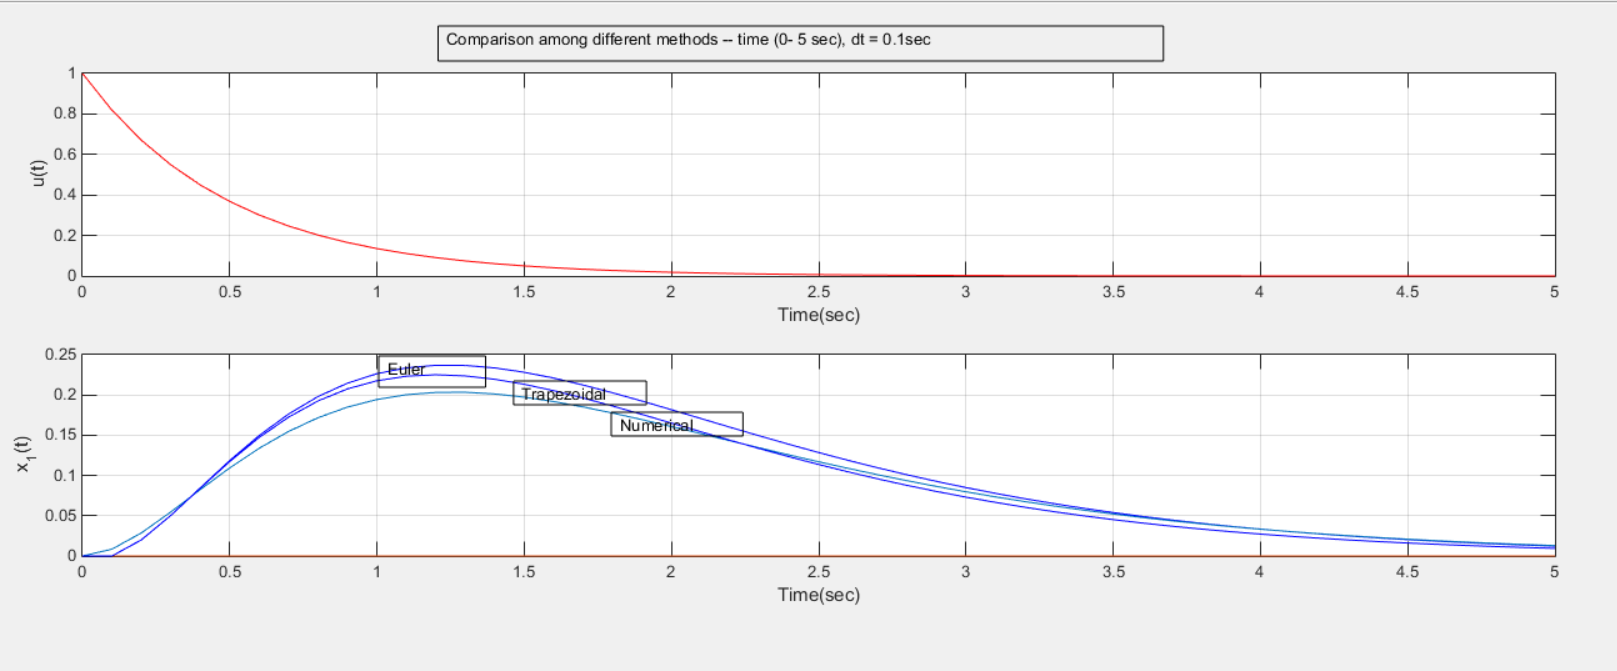 Comparison among different methods -- time (0- 5 sec), dt = 0.1sec
1
0.8
0.6
0.4
0.2
0
u(t)
0 0.5 1 1.5 2 2.5 3 3.5 4 4.5 5
Time(sec)
0.25
0.2
0.15
0.1
0.05
0
x1(t)
Euler
Trapezoidal
Numerical
0 0.5 1 1.5 2 2.5 3 3.5 4 4.5 5
Time(sec)